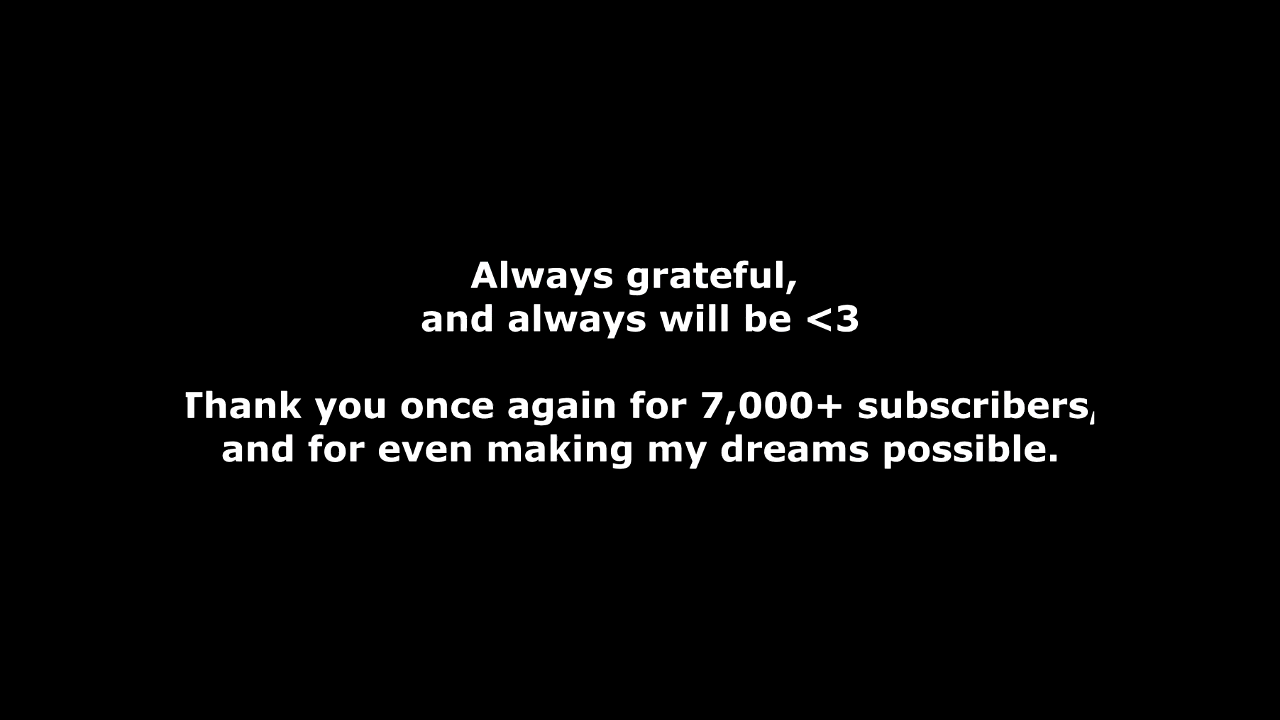 Always grateful,
and always will be <3
Thank you once again for 7,000+ subscribers,
and for even making my dreams possible.